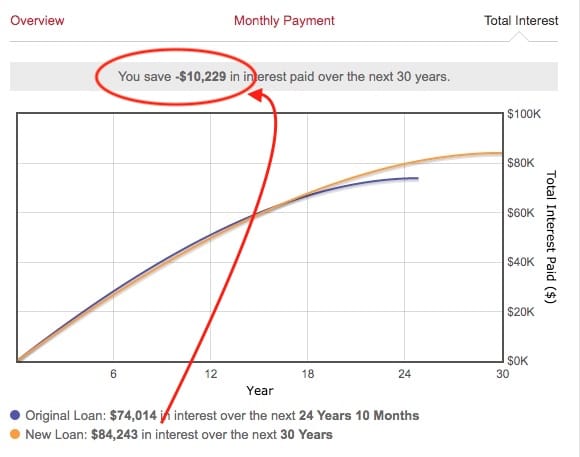 Overview Monthly Payment Total Interest
You save -$10,229 in interest paid over the next 30 years.
$100K
$80K
$60K
$40K
$20K
$0K
Total Interest Paid ($)
6 12 18 24 30
Year
Original Loan: $74,014 in interest over the next 24 Years 10 Months
New Loan: $84,243 in interest over the next 30 Years